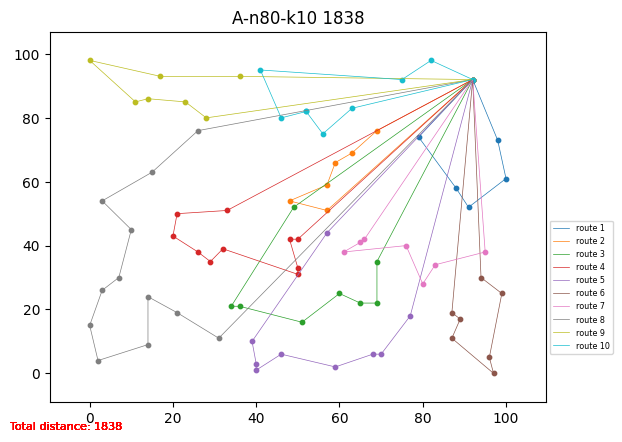 A-n80-k10 1838
100
80
60
40
20
0
0 20 40 60 80 100
route 1
route 2
route 3
route 4
route 5
route 6
route 7
route 8
route 9
route 10
Total distance: 1838